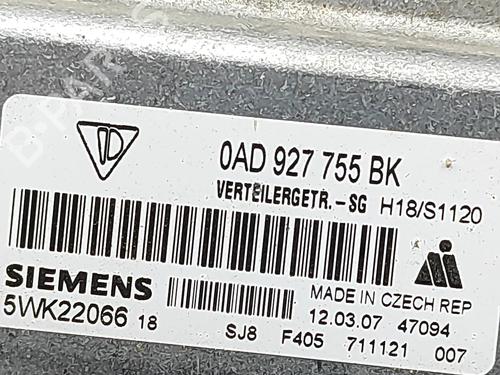 0AD 927 755 BK
VERTEILERGETR.-SG H18/S1120
SIEMENS
MADE IN CZECH REP
5WK22066 18
12.03.07 47094
SJ8 F405 711121 007
B-PARTS